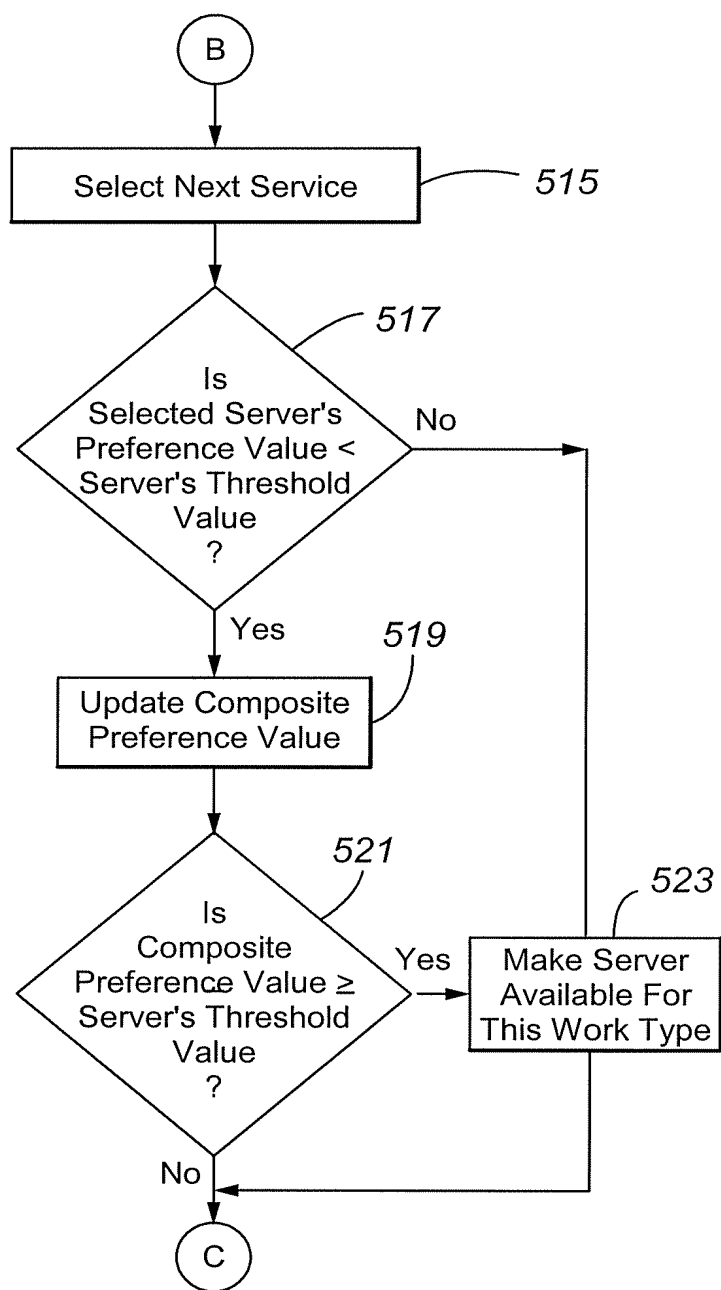 B
Select Next Service
515
517
Is
Selected Server's
Preference Value <
Server's Threshold
Value
?
No
Yes
519
Update Composite
Preference Value
521
Is
Composite
Preference Value ≥
Server's Threshold
Value
?
Yes
523
Make Server
Available For
This Work Type
No
C